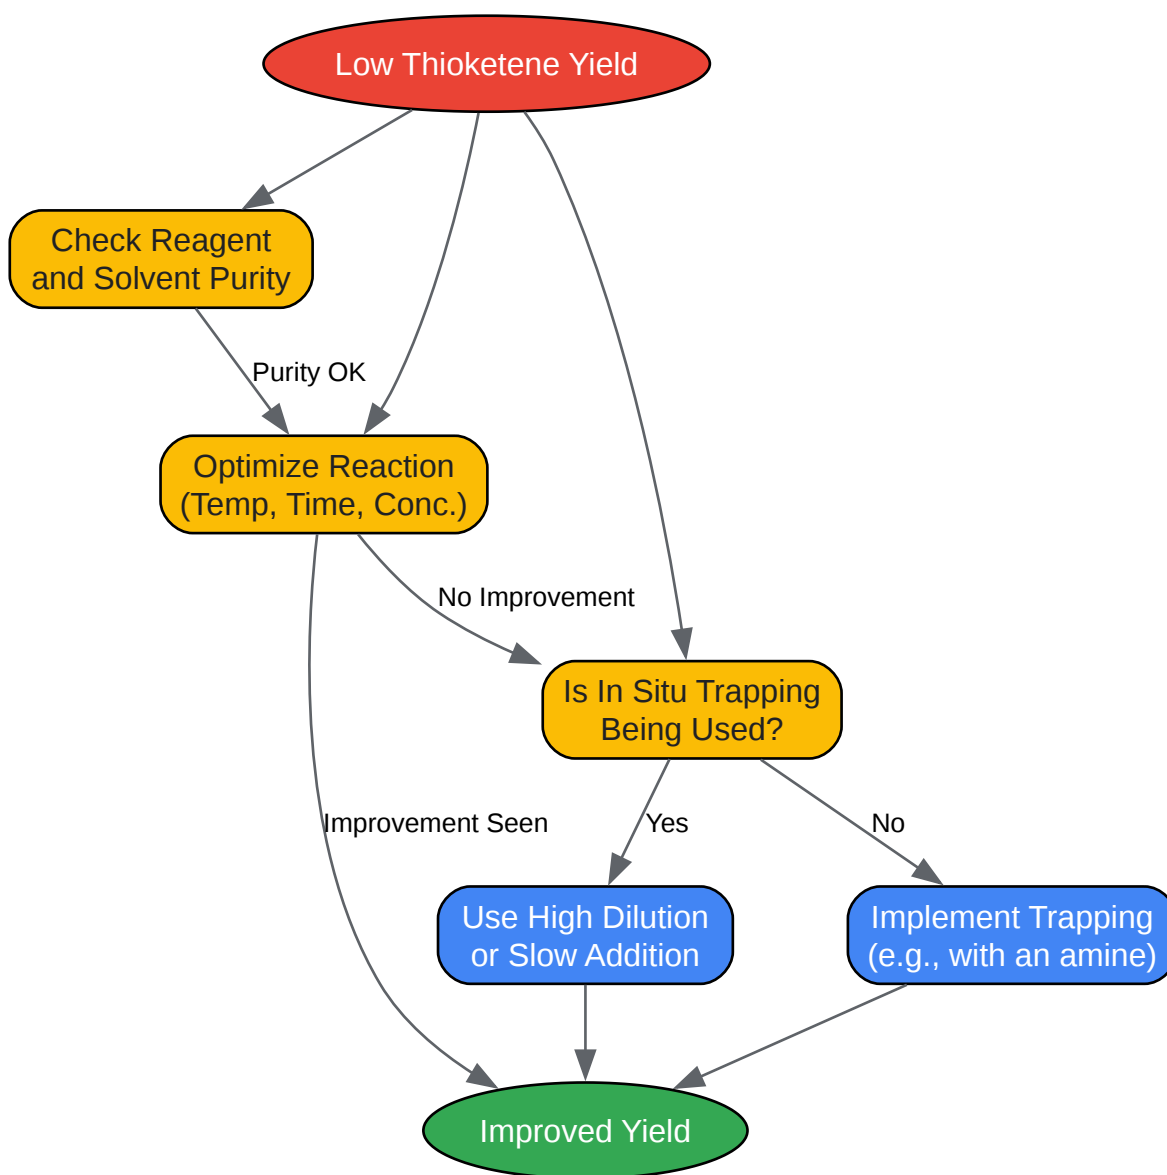 Low Thioketene Yield
Check Reagent
and Solvent Purity
Purity OK
Optimize Reaction
(Temp, Time, Conc.)
No Improvement
Is In Situ Trapping
Being Used?
Improvement Seen
Yes
No
Use High Dilution
or Slow Addition
Implement Trapping
(e.g., with an amine)
Improved Yield